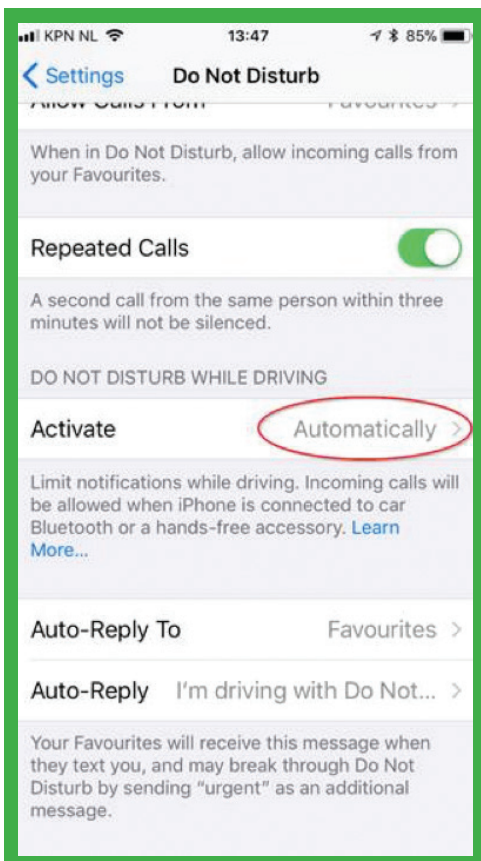 KPN NL 13:47 85%
Settings Do Not Disturb
Allow Calls From Favourites
When in Do Not Disturb, allow incoming calls from
your Favourites.
Repeated Calls
A second call from the same person within three
minutes will not be silenced.
DO NOT DISTURB WHILE DRIVING
Activate Automatically
Limit notifications while driving. Incoming calls will
be allowed when iPhone is connected to car
Bluetooth or a hands-free accessory. Learn
More...
Auto-Reply To Favourites
Auto-Reply I'm driving with Do Not...
Your Favourites will receive this message when
they text you, and may break through Do Not
Disturb by sending “urgent” as an additional
message.